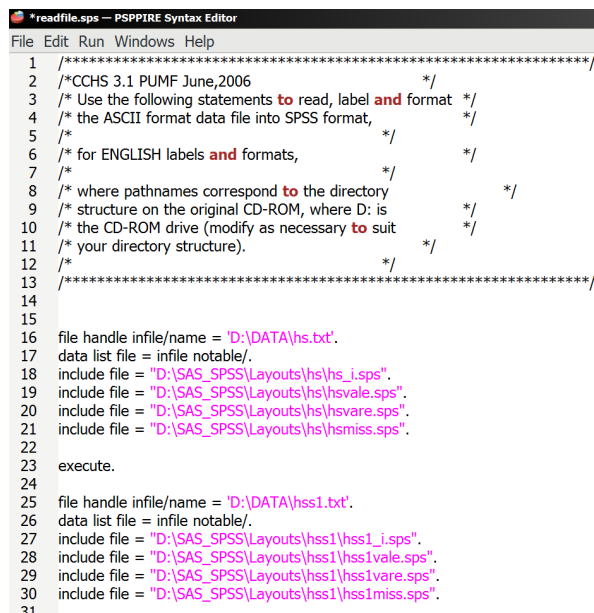 *readfile.sps — PSPPIRE Syntax Editor
File Edit Run Windows Help
1 /****************************************************************/
2 /*CCHS 3.1 PUMF June,2006 */
3 /* Use the following statements to read, label and format */
4 /* the ASCII format data file into SPSS format, */
5 /* */
6 /* for ENGLISH labels and formats, */
7 /* */
8 /* where pathnames correspond to the directory */
9 /* structure on the original CD-ROM, where D: is */
10 /* the CD-ROM drive (modify as necessary to suit */
11 /* your directory structure). */
12 /* */
13 /****************************************************************/
14
15
16 file handle infile/name = 'D:\DATA\hs.txt'.
17 data list file = infile notable/.
18 include file = "D:\SAS_SPSS\Layouts\hs\hs_i.sps".
19 include file = "D:\SAS_SPSS\Layouts\hs\hsvale.sps".
20 include file = "D:\SAS_SPSS\Layouts\hs\hsvare.sps".
21 include file = "D:\SAS_SPSS\Layouts\hs\hsmiss.sps".
22
23 execute.
24
25 file handle infile/name = 'D:\DATA\hss1.txt'.
26 data list file = infile notable/.
27 include file = "D:\SAS_SPSS\Layouts\hss1\hss1_i.sps".
28 include file = "D:\SAS_SPSS\Layouts\hss1\hss1vale.sps".
29 include file = "D:\SAS_SPSS\Layouts\hss1\hss1vare.sps".
30 include file = "D:\SAS_SPSS\Layouts\hss1\hss1miss.sps".
31